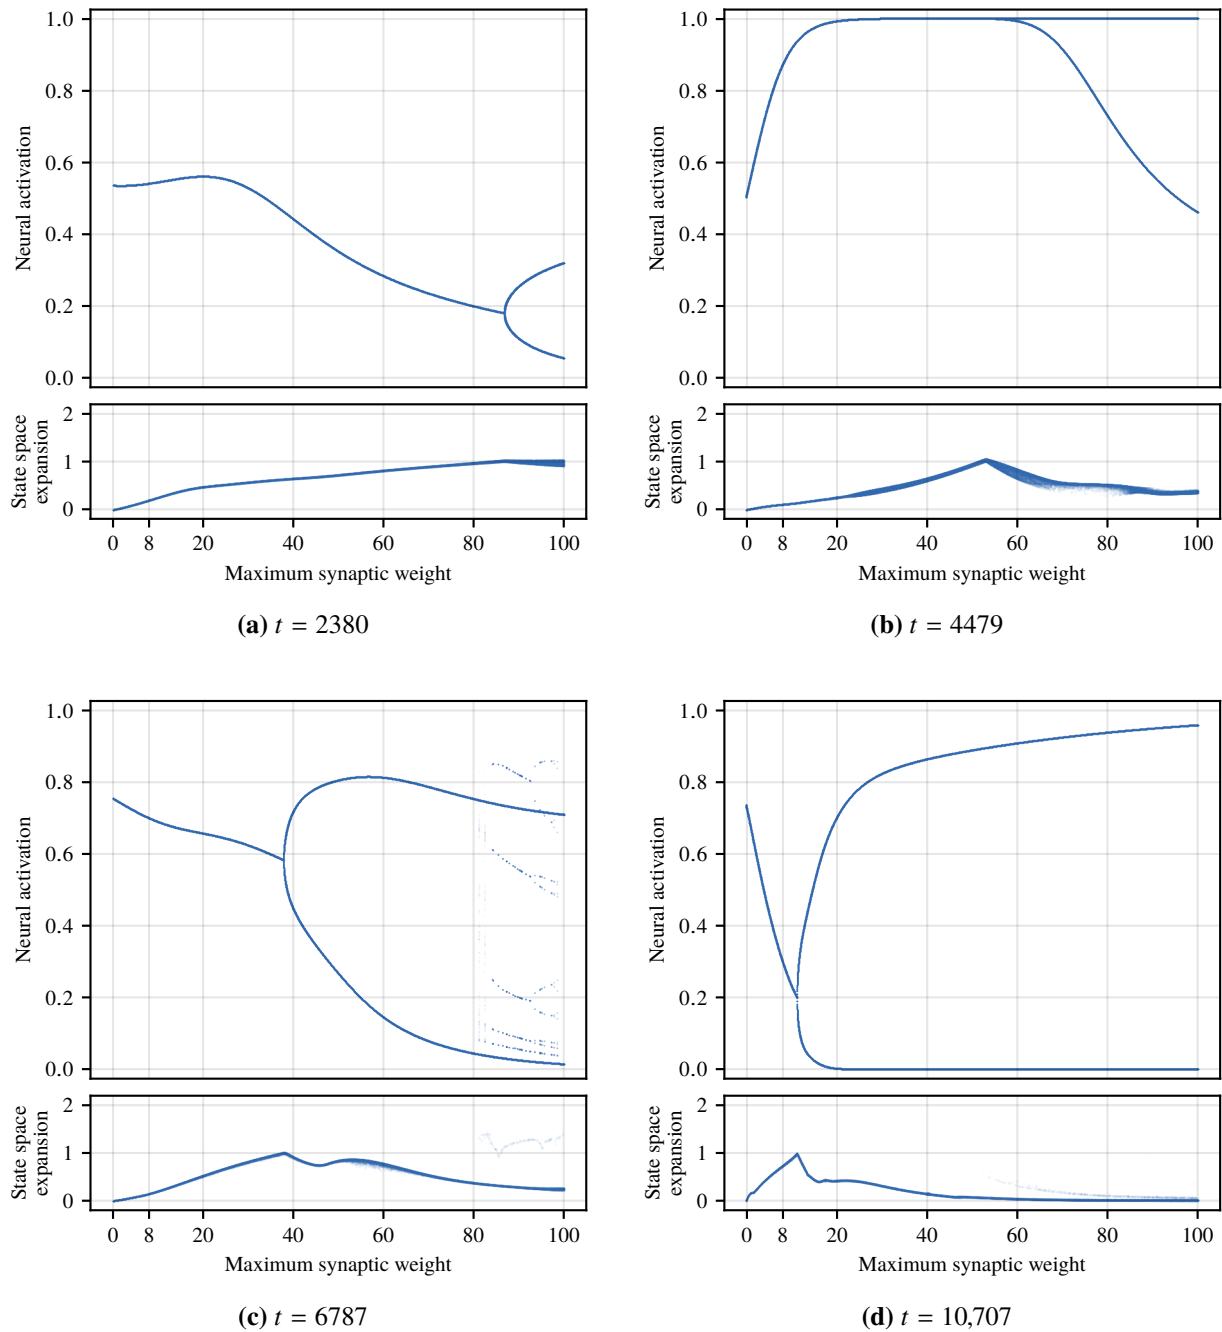 1.0
0.8
0.6
0.4
0.2
0.0
Neural activation
2
1
0
State space
expansion
0 8 20 40 60 80 100
Maximum synaptic weight
(a) t = 2380
1.0
0.8
0.6
0.4
0.2
0.0
Neural activation
2
1
0
State space
expansion
0 8 20 40 60 80 100
Maximum synaptic weight
(b) t = 4479
1.0
0.8
0.6
0.4
0.2
0.0
Neural activation
2
1
0
State space
expansion
0 8 20 40 60 80 100
Maximum synaptic weight
(c) t = 6787
1.0
0.8
0.6
0.4
0.2
0.0
Neural activation
2
1
0
State space
expansion
0 8 20 40 60 80 100
Maximum synaptic weight
(d) t = 10,707